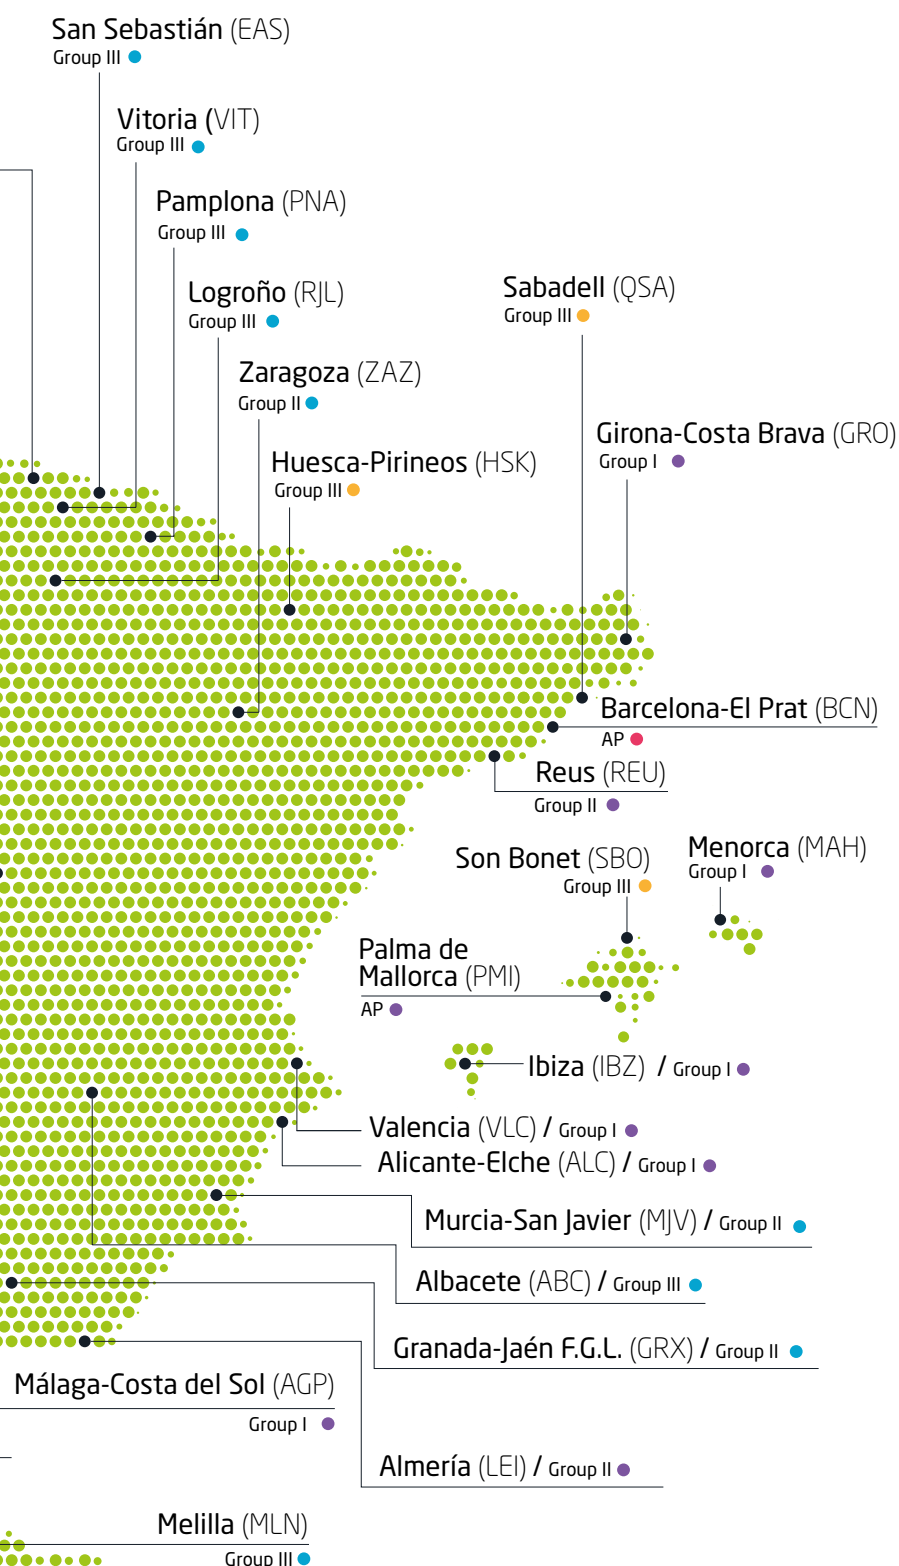 San Sebastián (EAS)
Group III
Vitoria (VIT)
Group III
Pamplona (PNA)
Group III
Logroño (RJL)
Group III
Sabadell (QSA)
Group III
Zaragoza (ZAZ)
Group II
Girona-Costa Brava (GRO)
Group I
Huesca-Pirineos (HSK)
Group III
Barcelona-El Prat (BCN)
AP
Reus (REU)
Group II
Menorca (MAH)
Group I
Son Bonet (SBO)
Group III
Palma de
Mallorca (PMI)
AP
Ibiza (IBZ) / Group I
Valencia (VLC) / Group I
Alicante-Elche (ALC) / Group I
Murcia-San Javier (MJV) / Group II
Albacete (ABC) / Group III
Granada-Jaén F.G.L. (GRX) / Group II
Málaga-Costa del Sol (AGP)
Group I
Almería (LEI) / Group II
Melilla (MLN)
Group III